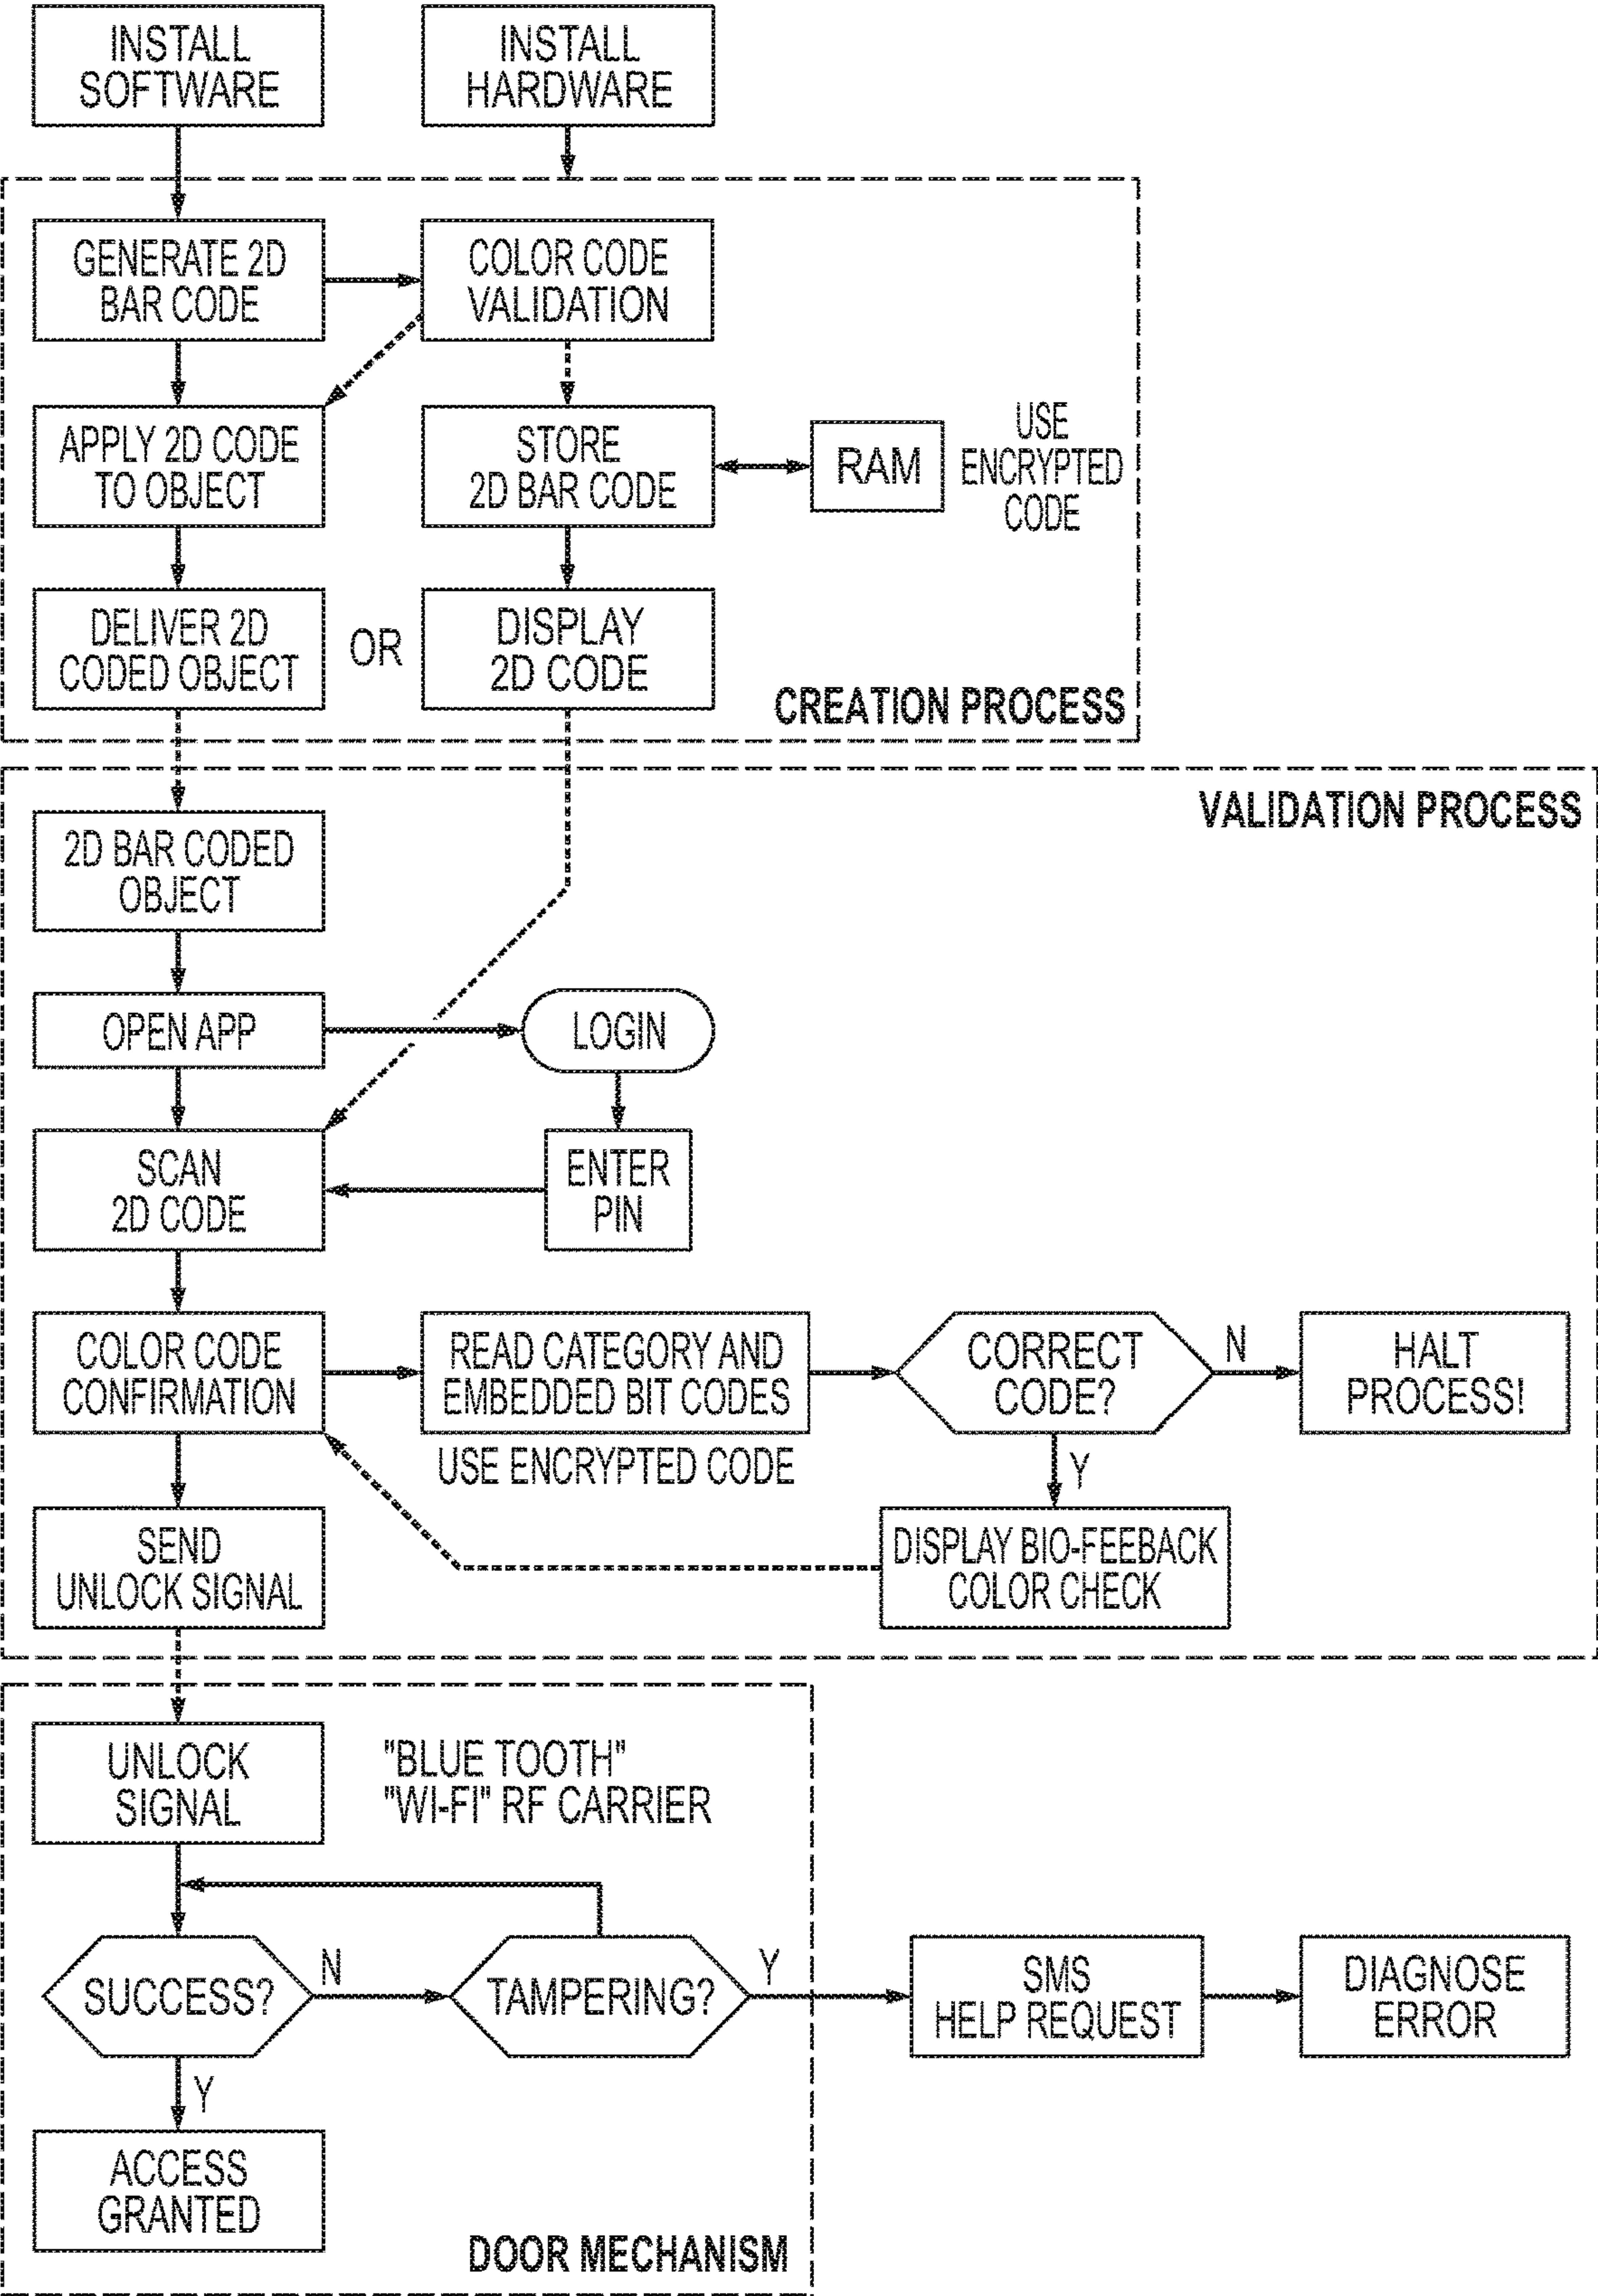 INSTALL
SOFTWARE
INSTALL
HARDWARE
GENERATE 2D
BAR CODE
COLOR CODE
VALIDATION
APPLY 2D CODE
TO OBJECT
STORE
2D BAR CODE
RAM
USE
ENCRYPTED
CODE
DELIVER 2D
CODED OBJECT
OR
DISPLAY
2D CODE
CREATION PROCESS
VALIDATION PROCESS
2D BAR CODED
OBJECT
OPEN APP
LOGIN
SCAN
2D CODE
ENTER
PIN
COLOR CODE
CONFIRMATION
READ CATEGORY AND
EMBEDDED BIT CODES
USE ENCRYPTED CODE
CORRECT
CODE?
N
HALT
PROCESS!
Y
SEND
UNLOCK SIGNAL
DISPLAY BIO-FEEBACK
COLOR CHECK
UNLOCK
SIGNAL
"BLUE TOOTH"
"WI-FI" RF CARRIER
SUCCESS?
N
TAMPERING?
Y
SMS
HELP REQUEST
DIAGNOSE
ERROR
Y
ACCESS
GRANTED
DOOR MECHANISM